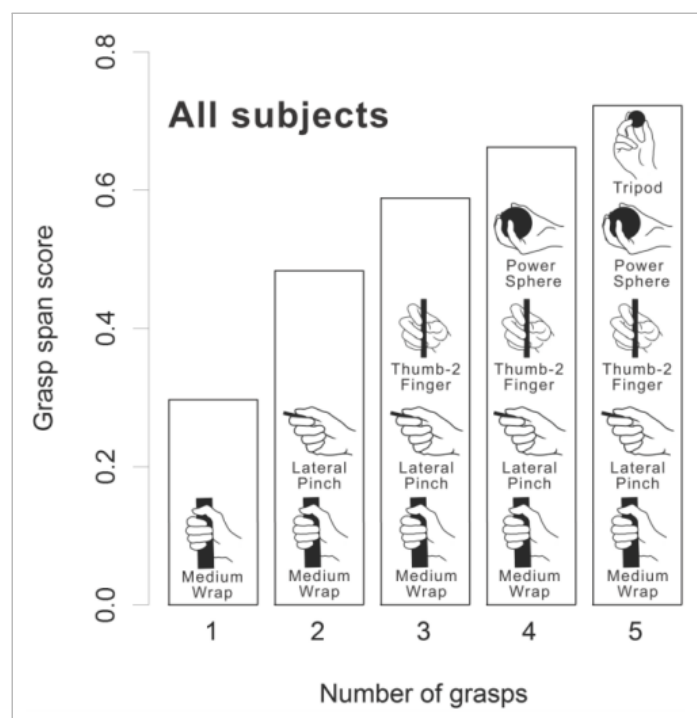 All subjects
Grasp span score
0.8
0.6
0.4
0.2
0.0
Medium
Wrap
Lateral
Pinch
Medium
Wrap
Thumb-2
Finger
Lateral
Pinch
Medium
Wrap
Power
Sphere
Thumb-2
Finger
Lateral
Pinch
Medium
Wrap
Tripod
Power
Sphere
Thumb-2
Finger
Lateral
Pinch
Medium
Wrap
1 2 3 4 5
Number of grasps